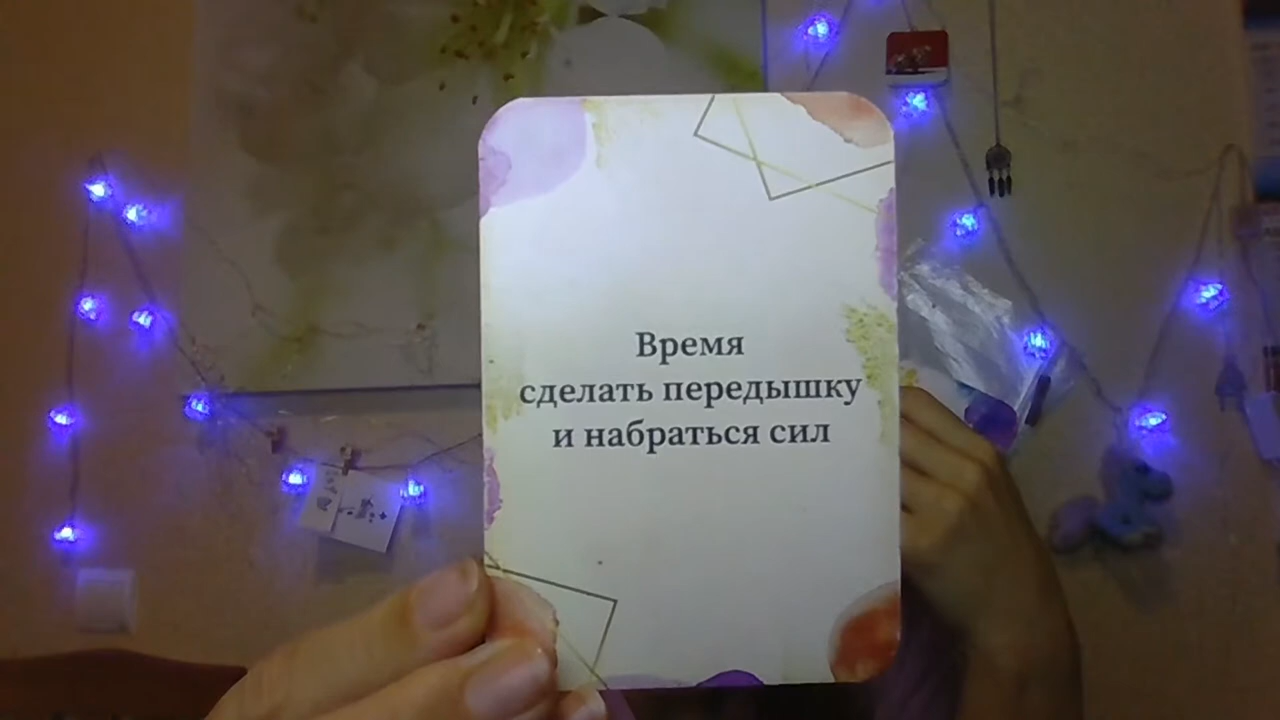 Время
сделать передышку
и набраться сил